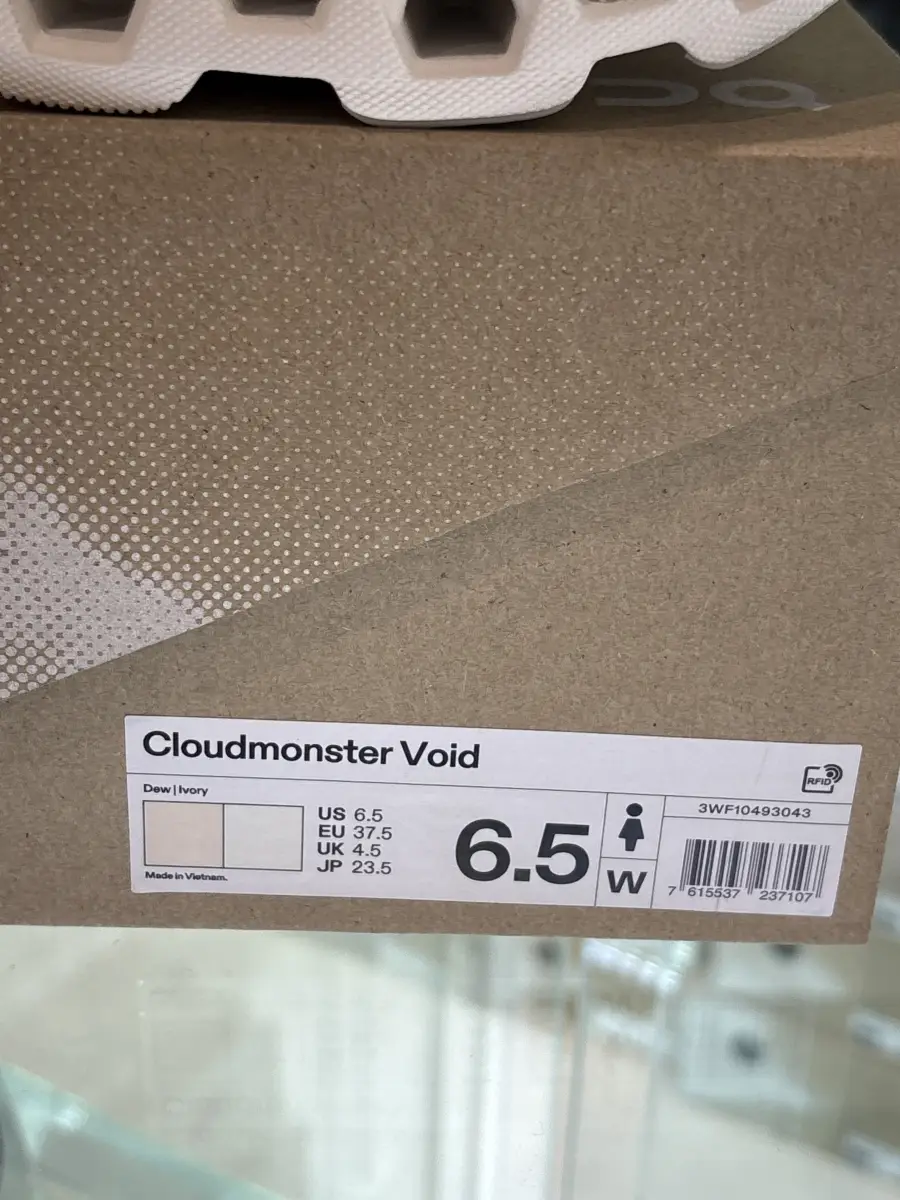 Cloudmonster Void
RFID
Dew | Ivory
US 6.5
EU 37.5
UK 4.5
JP 23.5
6.5
W
3WF10493043
7 615537 237107
Made in Vietnam.